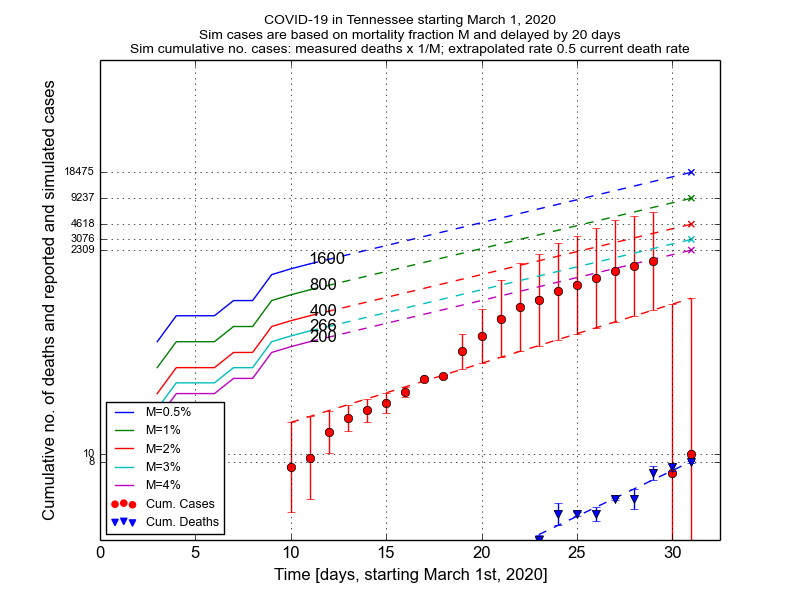 COVID-19 in Tennessee starting March 1, 2020
Sim cases are based on mortality fraction M and delayed by 20 days
Sim cumulative no. cases: measured deaths x 1/M; extrapolated rate 0.5 current death rate
Cumulative no. of deaths and reported and simulated cases
18475
9237
4618
3076
2309
10
8
1600
800
400
266
200
M=0.5%
M=1%
M=2%
M=3%
M=4%
Cum. Cases
Cum. Deaths
0 5 10 15 20 25 30
Time [days, starting March 1st, 2020]